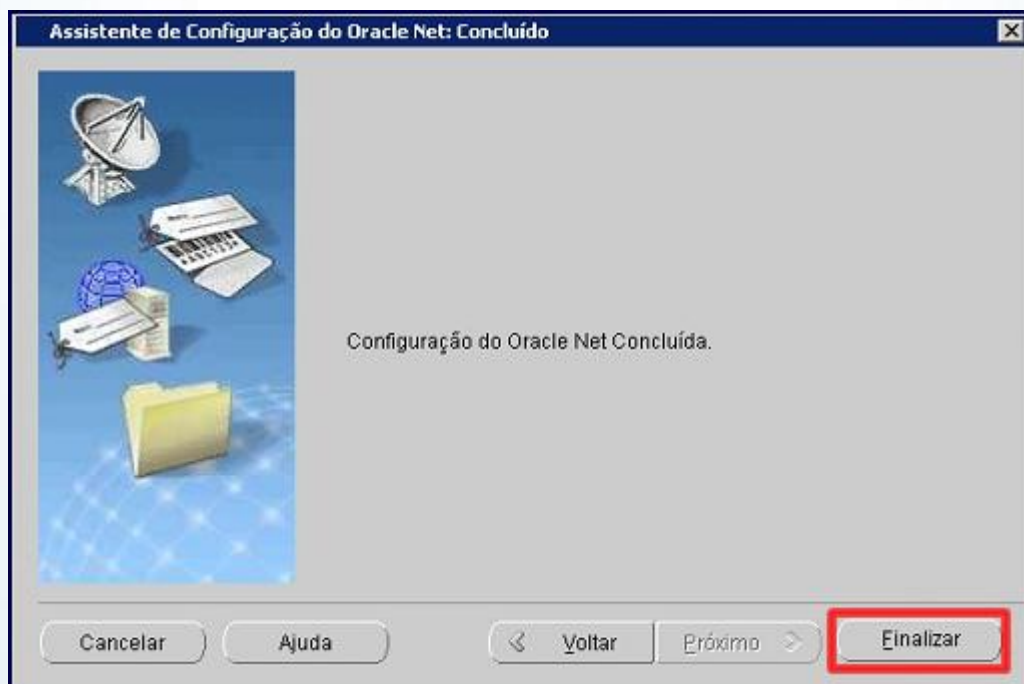 Assistente de Configuração do Oracle Net: Concluído
Configuração do Oracle Net Concluída.
Cancelar
Ajuda
Voltar
Próximo
Finalizar